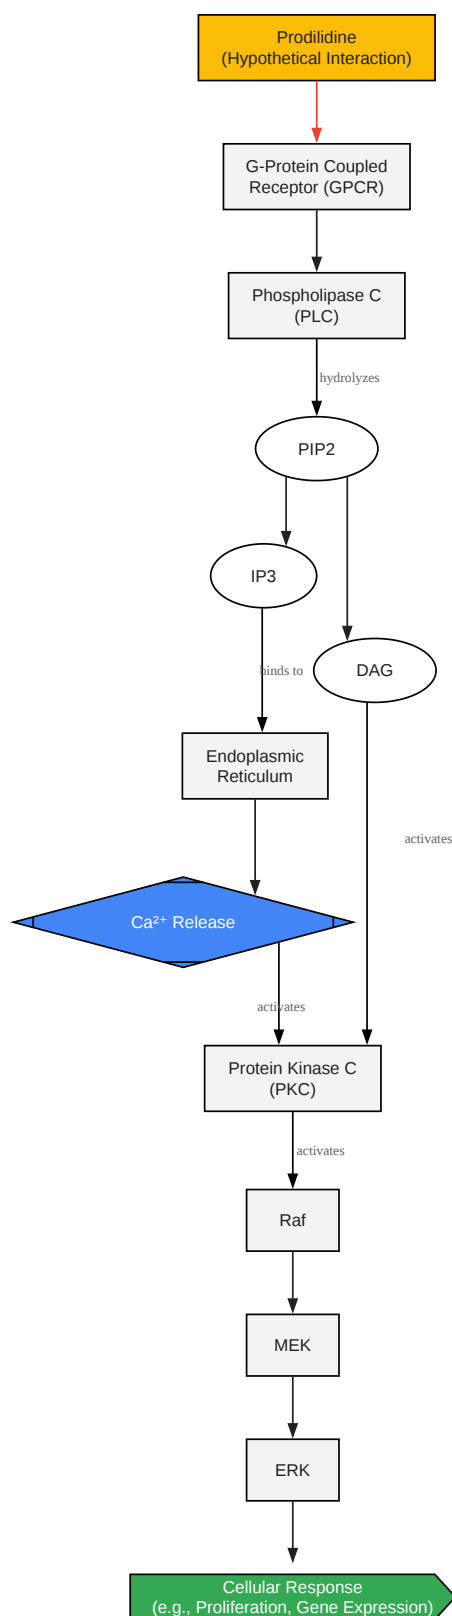 Prodilidine
(Hypothetical Interaction)
G-Protein Coupled
Receptor (GPCR)
Phospholipase C
(PLC)
hydrolyzes
PIP2
IP3
binds to
DAG
Endoplasmic
Reticulum
activates
Ca²⁺ Release
activates
Protein Kinase C
(PKC)
activates
Raf
MEK
ERK
Cellular Response
(e.g., Proliferation, Gene Expression)